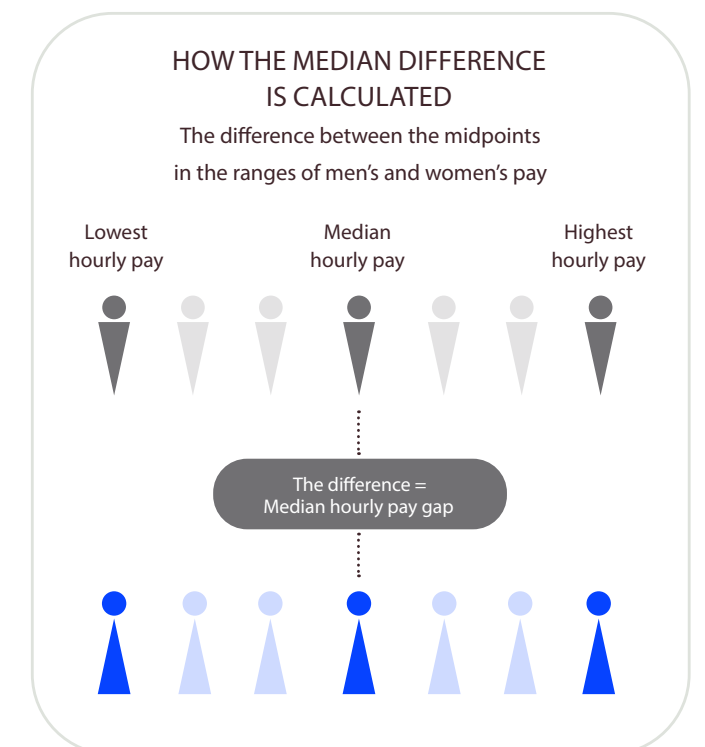 HOW THE MEDIAN DIFFERENCE
IS CALCULATED
The difference between the midpoints
in the ranges of men’s and women’s pay
Lowest
hourly pay
Median
hourly pay
Highest
hourly pay
The difference =
Median hourly pay gap